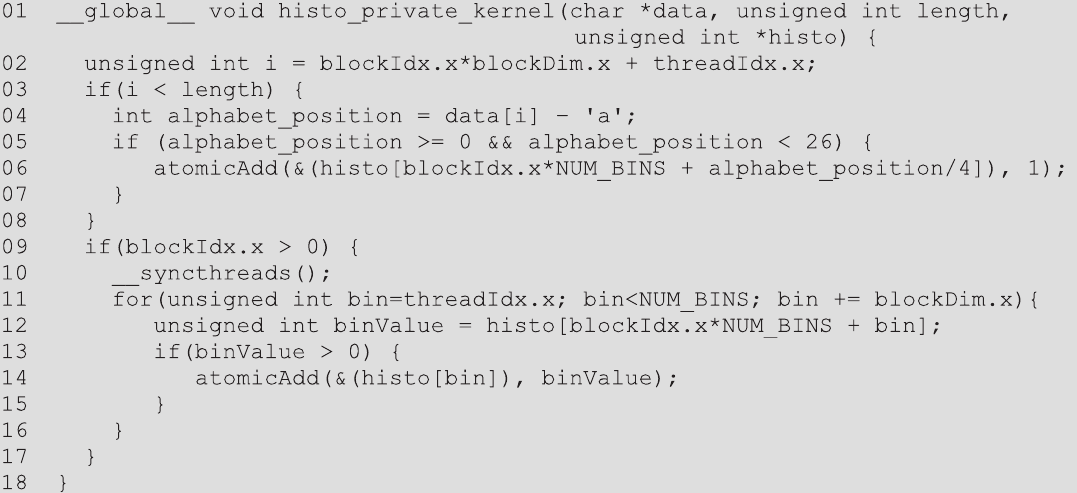 01  __global__ void histo_private_kernel(char *data, unsigned int length,
                                      unsigned int *histo) {
02    unsigned int i = blockIdx.x*blockDim.x + threadIdx.x;
03    if(i < length) {
04      int alphabet_position = data[i] - 'a';
05      if (alphabet_position >= 0 && alphabet_position < 26) {
06         atomicAdd(&(histo[blockIdx.x*NUM_BINS + alphabet_position/4]), 1);
07      }
08    }
09    if(blockIdx.x > 0) {
10      __syncthreads();
11      for(unsigned int bin=threadIdx.x; bin<NUM_BINS; bin += blockDim.x){
12         unsigned int binValue = histo[blockIdx.x*NUM_BINS + bin];
13         if(binValue > 0) {
14            atomicAdd(&(histo[bin]), binValue);
15         }
16      }
17    }
18  }